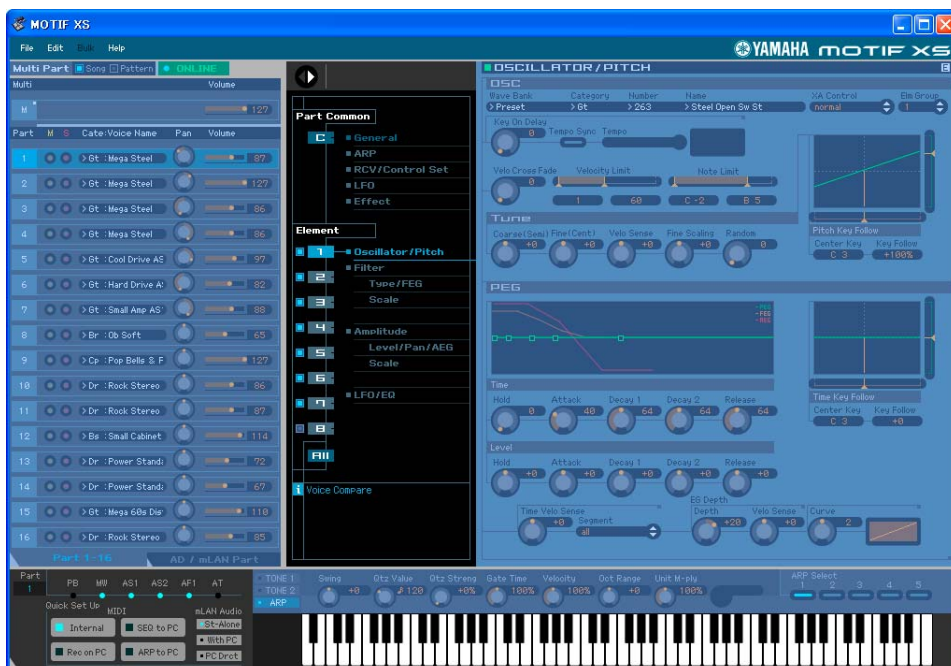 MOTIF XS
File Edit Bulk Help
YAMAHA MOTIF XS
Multi Part Song Pattern ONLINE
Multi Volume
M 127
Part M S Cate:Voice Name Pan Volume
1 >Gt :Mega Steel 87
2 >Gt :Mega Steel 127
3 >Gt :Mega Steel 86
4 >Gt :Mega Steel 86
5 >Gt :Cool Drive AS 97
6 >Gt :Hard Drive A 82
7 >Gt :Small Amp AS 88
8 >Br :Ob Soft 65
9 >Cp :Pop Bells & F 127
10 >Dr :Rock Stereo 86
11 >Dr :Rock Stereo 87
12 >Bs :Small Cabinet 114
13 >Dr :Power Stand 72
14 >Dr :Power Stand 67
15 >Gt :Mega 60s Dis 110
16 >Dr :Rock Stereo 85
Part 1-16 AD / mLAN Part
Part Common
C General
ARP
RCV/Control Set
LFO
Effect
Element
1 Oscillator/Pitch
2 Filter
Type/FEG
3 Scale
4 Amplitude
5 Level/Pan/AEG
Scale
6
7 LFO/EQ
8
All
i Voice Compare
OSCILLATOR/PITCH E
OSC
Wave Bank Category Number Name XA Control Elm Group
>Preset >Gt >263 >Steel Open Sw St normal 1
Key On Delay
0 Tempo Sync Tempo
Velo Cross Fade Velocity Limit Note Limit
0 1 60 C -2 B 5
Tune
Coarse(Semi) Fine(Cent) Velo Sense Fine Scaling Random
+0 +0 +0 +0 0
Pitch Key Follow
Center Key Key Follow
C 3 +100%
PEG
-PEG
-FEG
-AEG
Time
Hold Attack Decay 1 Decay 2 Release
0 40 64 64 64
Time Key Follow
Center Key Key Follow
C 3 +0
Level
Hold Attack Decay 1 Decay 2 Release
+0 +0 +0 +0 +0
EG Depth
Time Velo Sense Segment Depth Velo Sense Curve
+0 all +20 +0 2
Part PB MW AS1 AS2 AF1 AT
1
Quick Set Up MIDI mLAN Audio
Internal SEQ to PC St-Alone
With PC
Rec on PC ARP to PC PC Drct
TONE 1
TONE 2
ARP
Swing Qtz Value Qtz Streng Gate Time Velocity Oct Range Unit M-ply
+0 120 +0% 100% 100% +0 100%
ARP Select
1 2 3 4 5